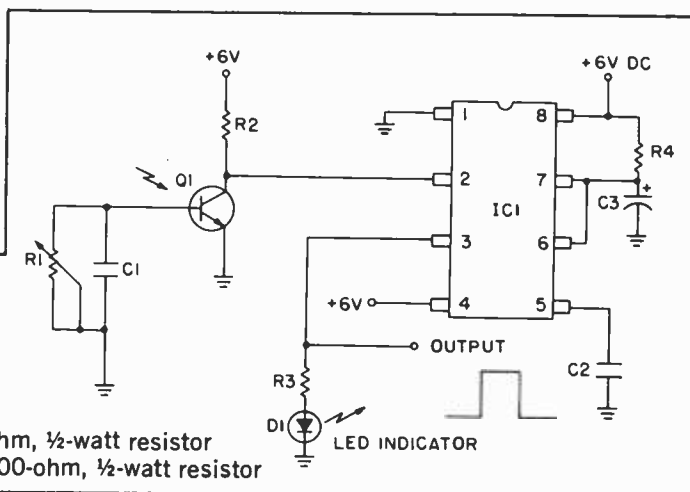 +6V
+6V DC
R2
R4
1
8
Q1
2
7
IC1
C3
+
R1
C1
3
6
+6V
4
5
OUTPUT
R3
C2
D1
LED INDICATOR
hm, ½-watt resistor
00-ohm, ½-watt resistor